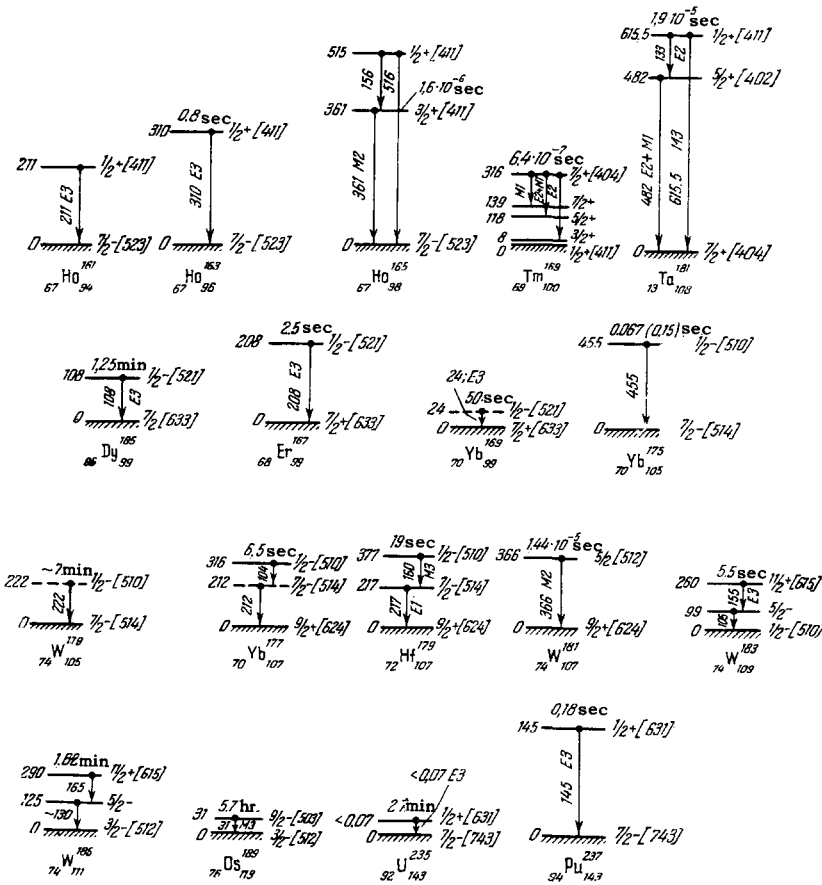 1,9·10⁻⁵ sec
615,5 1/2+[411]
133 E2
482 5/2+[402]
482 E2+M1
615,5 M3
0 7/2+[404]
13 Ta 181 108
515 1/2+[411]
156 516
1,6·10⁻⁶ sec
361 3/2+[411]
361 M2
0 7/2-[523]
67 Ho 165 98
0.8 sec
310 1/2+[411]
310 E3
0 7/2-[523]
67 Ho 163 96
211 1/2+[411]
211 E3
0 7/2-[523]
67 Ho 161 94
6,4·10⁻⁷ sec
316 7/2+[404]
M1 E2+M1 E2
139 7/2+
118 5/2+
8 3/2+
0 1/2+[411]
69 Tm 169 100
1,25 min
108 1/2-[521]
108 E3
0 7/2[633]
Dy 99
2.5 sec
208 1/2-[521]
208 E3
0 7/2+[633]
68 Er 167 99
24; E3
50 sec
24 1/2-[521]
0 7/2+[633]
70 Yb 169 99
0.067 (0.15) sec
455 1/2-[510]
455
0 7/2-[514]
70 Yb 175 105
~7 min
222 1/2-[510]
222
0 7/2-[514]
74 W 179 105
6,5 sec
316 1/2-[510]
104
212 7/2-[514]
212
0 9/2+[624]
70 Yb 177 107
19 sec
377 1/2-[510]
160 M3
217 7/2-[514]
217 E1
0 9/2+[624]
72 Hf 179 107
1.44·10⁻⁵ sec
366 5/2[512]
366 M2
0 9/2+[624]
74 W 181 107
5.5 sec
260 11/2+[615]
155 E3
99 5/2-
0 1/2-[510]
74 W 183 109
290 11/2+[615]
165
125 5/2-
~130
0 3/2-[512]
74 W 111
5.7 hr.
31 9/2-[503]
31 M3
0 3/2-[512]
76 Os 189 113
<0,07 E3
27 min
<0.07 1/2+[631]
0 7/2-[743]
92 U 235 143
0,18 sec
145 1/2+[631]
145 E3
0 7/2-[743]
94 Pu 237 143